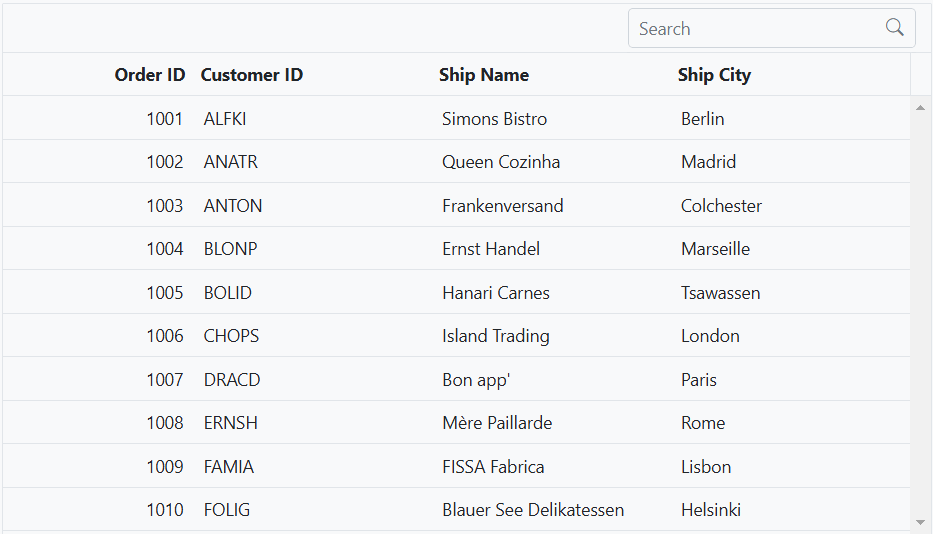 Search
Order ID Customer ID Ship Name Ship City
1001 ALFKI Simons Bistro Berlin
1002 ANATR Queen Cozinha Madrid
1003 ANTON Frankenversand Colchester
1004 BLONP Ernst Handel Marseille
1005 BOLID Hanari Carnes Tsawassen
1006 CHOPS Island Trading London
1007 DRACD Bon app' Paris
1008 ERNSH Mère Paillarde Rome
1009 FAMIA FISSA Fabrica Lisbon
1010 FOLIG Blauer See Delikatessen Helsinki